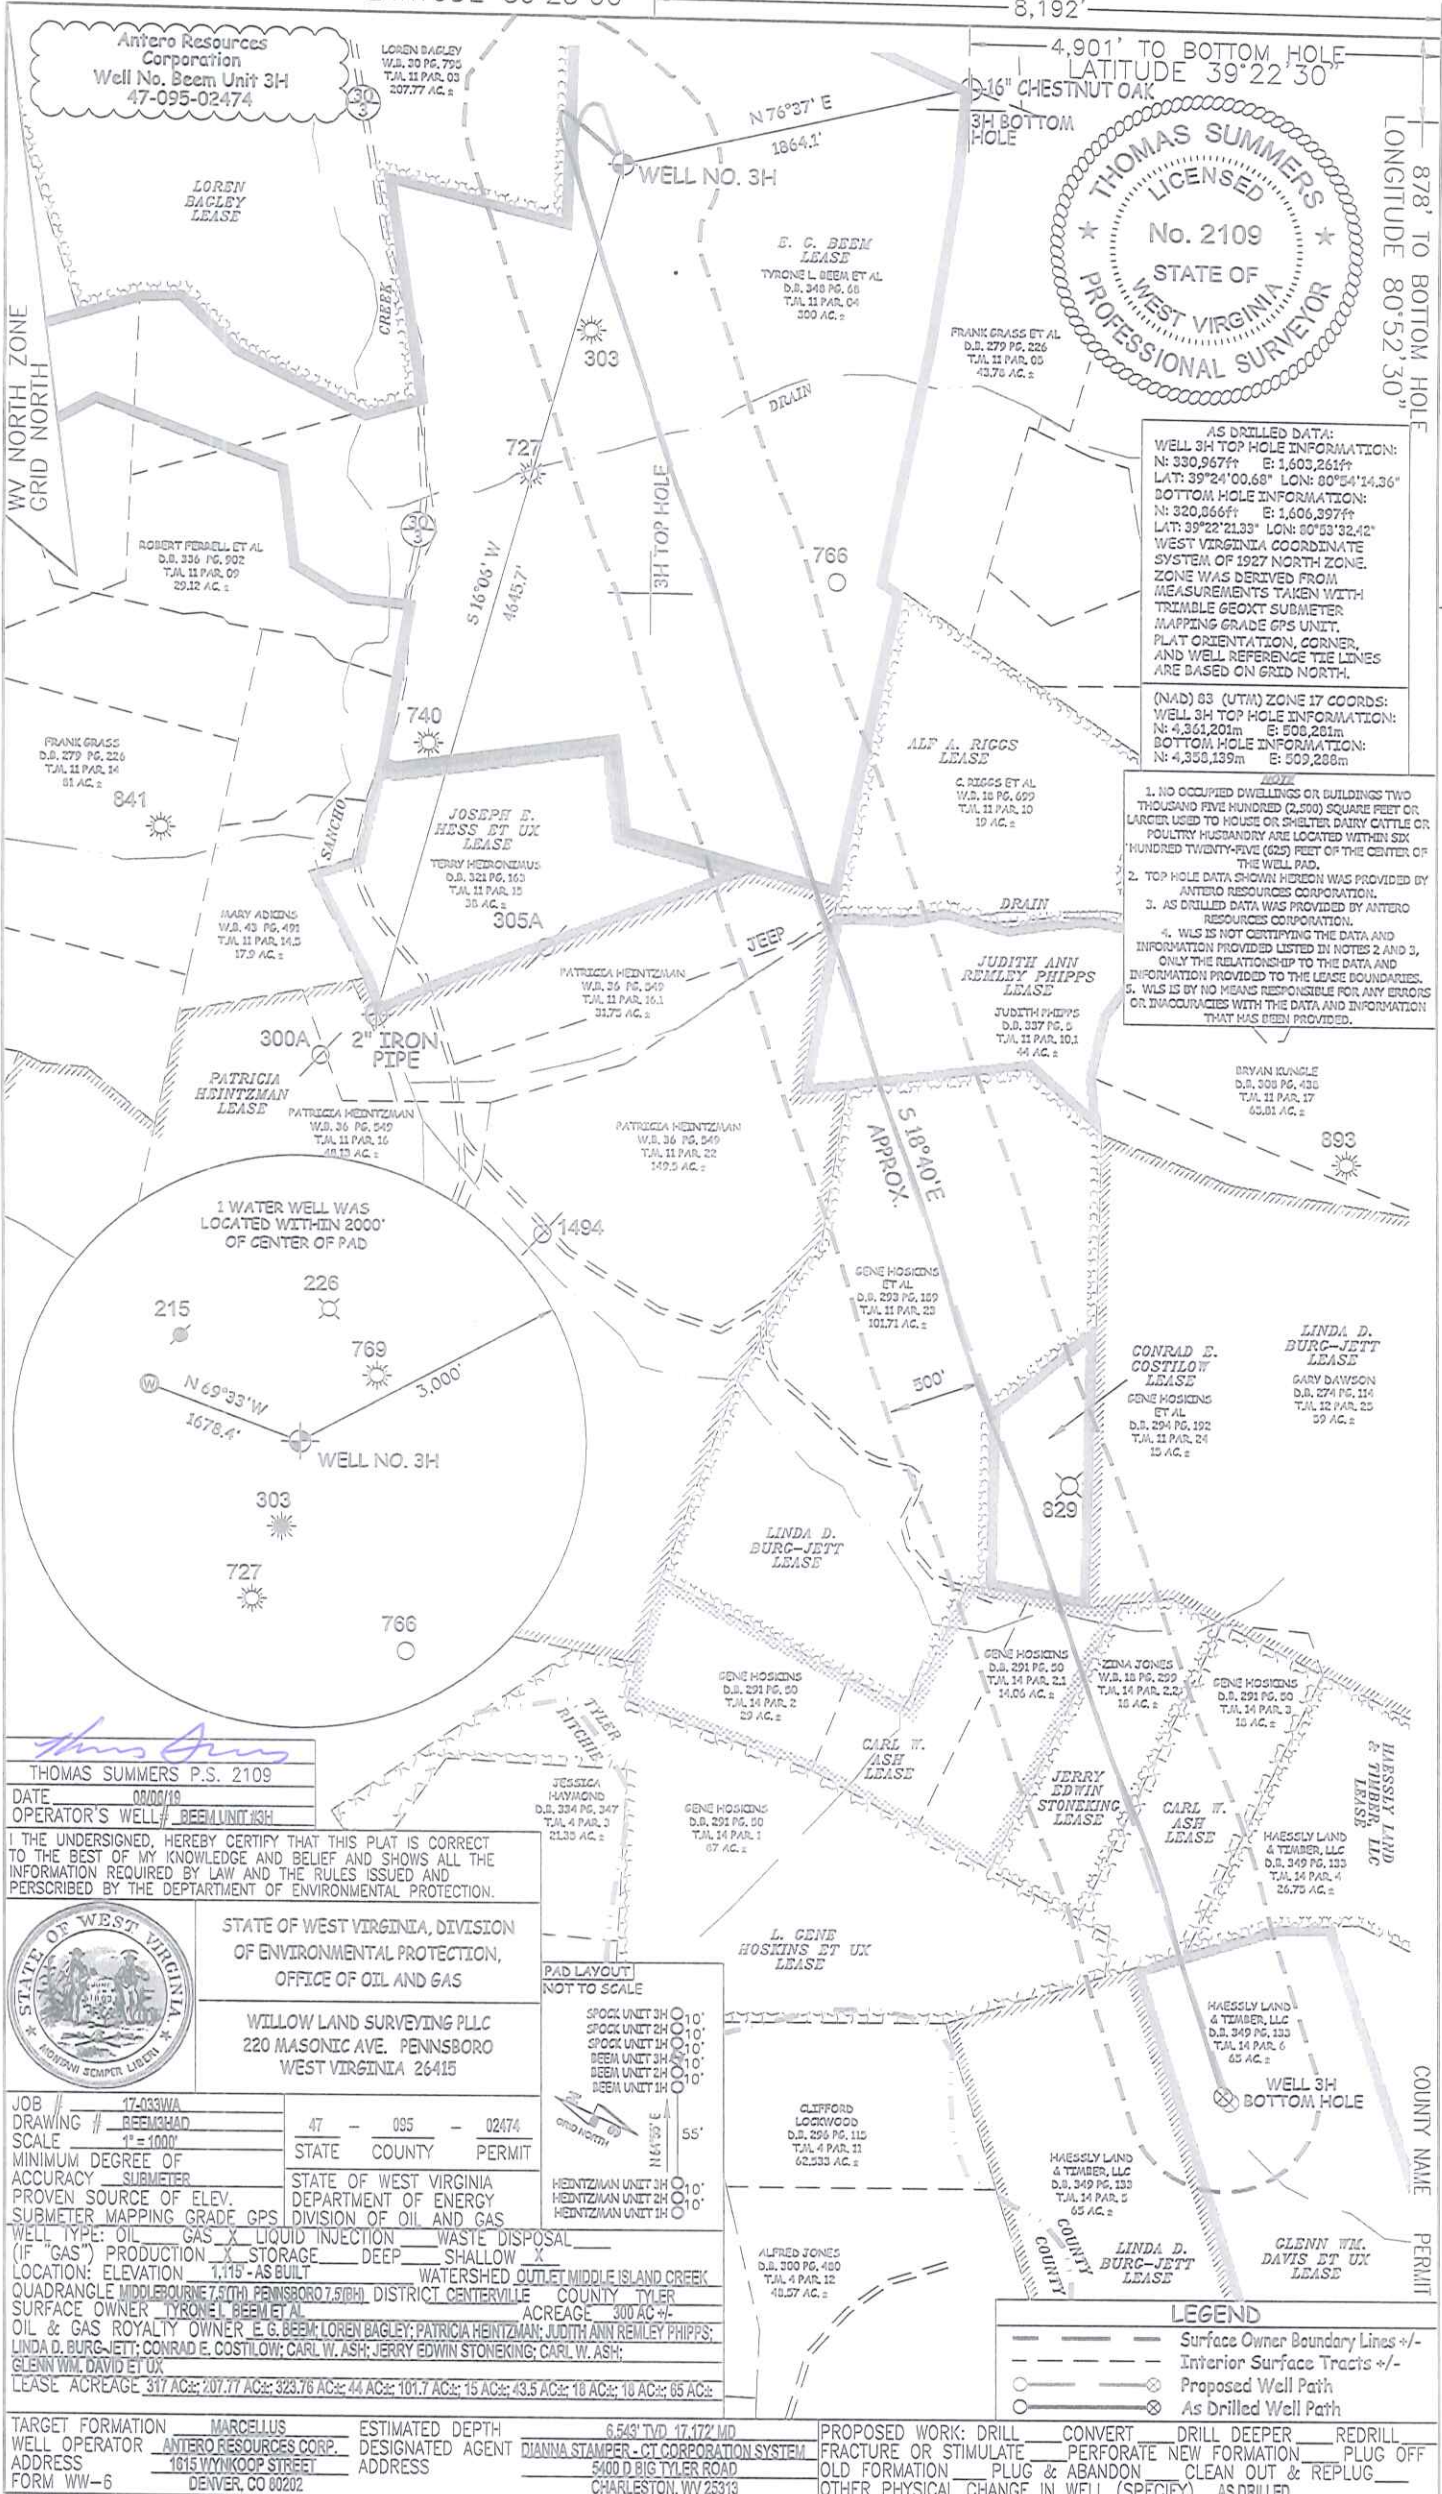 8,192'
Antero Resources
Corporation
Well No. Beem Unit 3H
47-095-02474
30
3
LOREN BAGLEY
W.B. 30 PG. 795
T.M. 11 PAR. 03
207.77 AC. ±
4,901' TO BOTTOM HOLE
LATITUDE 39°22'30"
16" CHESTNUT OAK
3H BOTTOM
HOLE
N 76°37' E
1864.1'
WELL NO. 3H
THOMAS SUMMERS
LICENSED
No. 2109
STATE OF
WEST VIRGINIA
PROFESSIONAL SURVEYOR
878' TO BOTTOM HOLE
LONGITUDE 80°52'30"
LOREN
BAGLEY
LEASE
CREEK
E. G. BEEM
LEASE
TYRONE L. BEEM ET AL
D.B. 348 PG. 68
T.M. 11 PAR. 04
300 AC. ±
303
FRANK GRASS ET AL
D.B. 279 PG. 226
T.M. 11 PAR. 05
43.78 AC. ±
WV NORTH ZONE
GRID NORTH
DRAIN
727
30
3
3H TOP HOLE
S 16°06' W
4645.7'
766
ROBERT FERRELL ET AL
D.B. 336 PG. 902
T.M. 11 PAR. 09
29.12 AC. ±
AS DRILLED DATA:
WELL 3H TOP HOLE INFORMATION:
N: 330,967ft E: 1,603,261ft
LAT: 39°24'00.68" LON: 80°54'14.36"
BOTTOM HOLE INFORMATION:
N: 320,866ft E: 1,606,397ft
LAT: 39°22'21.33" LON: 80°53'32.42"
WEST VIRGINIA COORDINATE
SYSTEM OF 1927 NORTH ZONE.
ZONE WAS DERIVED FROM
MEASUREMENTS TAKEN WITH
TRIMBLE GEOXT SUBMETER
MAPPING GRADE GPS UNIT.
PLAT ORIENTATION, CORNER,
AND WELL REFERENCE TIE LINES
ARE BASED ON GRID NORTH.
(NAD) 83 (UTM) ZONE 17 COORDS:
WELL 3H TOP HOLE INFORMATION:
N: 4,361,201m E: 508,281m
BOTTOM HOLE INFORMATION:
N: 4,358,139m E: 509,288m
NOTE
1. NO OCCUPIED DWELLINGS OR BUILDINGS TWO
THOUSAND FIVE HUNDRED (2,500) SQUARE FEET OR
LARGER USED TO HOUSE OR SHELTER DAIRY CATTLE OR
POULTRY HUSBANDRY ARE LOCATED WITHIN SIX
HUNDRED TWENTY-FIVE (625) FEET OF THE CENTER OF
THE WELL PAD.
2. TOP HOLE DATA SHOWN HEREON WAS PROVIDED BY
ANTERO RESOURCES CORPORATION.
3. AS DRILLED DATA WAS PROVIDED BY ANTERO
RESOURCES CORPORATION.
4. WLS IS NOT CERTIFYING THE DATA AND
INFORMATION PROVIDED LISTED IN NOTES 2 AND 3,
ONLY THE RELATIONSHIP TO THE DATA AND
INFORMATION PROVIDED TO THE LEASE BOUNDARIES.
5. WLS IS BY NO MEANS RESPONSIBLE FOR ANY ERRORS
OR INACCURACIES WITH THE DATA AND INFORMATION
THAT HAS BEEN PROVIDED.
740
FRANK GRASS
D.B. 279 PG. 226
T.M. 11 PAR. 14
81 AC. ±
841
SANCHO
JOSEPH E.
HESS ET UX
LEASE
TERRY HEIRONIMUS
D.B. 321 PG. 163
T.M. 11 PAR. 15
38 AC. ±
305A
ALF A. RIGGS
LEASE
C. RIGGS ET AL
W.B. 18 PG. 699
T.M. 11 PAR. 10
19 AC. ±
MARY ADKINS
W.B. 43 PG. 491
T.M. 11 PAR. 14.5
17.9 AC. ±
DRAIN
JEEP
JUDITH ANN
REMLEY PHIPPS
LEASE
JUDITH PHIPPS
D.B. 337 PG. 5
T.M. 11 PAR. 10.1
44 AC. ±
PATRICIA HEINTZMAN
W.B. 36 PG. 549
T.M. 11 PAR. 16.1
31.75 AC. ±
300A
2" IRON
PIPE
PATRICIA
HEINTZMAN
LEASE
PATRICIA HEINTZMAN
W.B. 36 PG. 549
T.M. 11 PAR. 16
48.13 AC. ±
PATRICIA HEINTZMAN
W.B. 36 PG. 549
T.M. 11 PAR. 22
149.5 AC. ±
BRYAN KUNGLE
D.B. 308 PG. 438
T.M. 11 PAR. 17
63.81 AC. ±
893
S 18°40'E
APPROX.
1 WATER WELL WAS
LOCATED WITHIN 2000'
OF CENTER OF PAD
226
215
769
W
N 69°33'W
1678.4'
3,000'
WELL NO. 3H
303
727
766
1494
GENE HOSKINS
ET AL
D.B. 293 PG. 189
T.M. 11 PAR. 23
101.71 AC. ±
500'
CONRAD E.
COSTILOW
LEASE
GENE HOSKINS
ET AL
D.B. 294 PG. 192
T.M. 11 PAR. 24
15 AC. ±
LINDA D.
BURG-JETT
LEASE
GARY DAWSON
D.B. 274 PG. 114
T.M. 12 PAR. 25
59 AC. ±
829
LINDA D.
BURG-JETT
LEASE
GENE HOSKINS
D.B. 291 PG. 50
T.M. 14 PAR. 2
29 AC. ±
GENE HOSKINS
D.B. 291 PG. 50
T.M. 14 PAR. 2.1
14.06 AC. ±
ZINA JONES
W.B. 18 PG. 299
T.M. 14 PAR. 2.2
18 AC. ±
GENE HOSKINS
D.B. 291 PG. 50
T.M. 14 PAR. 3
18 AC. ±
TYLER
RITCHIE
CARL W.
ASH
LEASE
JERRY
EDWIN
STONEKING
LEASE
CARL W.
ASH
LEASE
HAESSLY LAND
& TIMBER, LLC
LEASE
JESSICA
HAYMOND
D.B. 334 PG. 347
T.M. 4 PAR. 3
21.35 AC. ±
GENE HOSKINS
D.B. 291 PG. 50
T.M. 14 PAR. 1
67 AC. ±
HAESSLY LAND
& TIMBER, LLC
D.B. 349 PG. 133
T.M. 14 PAR. 4
26.75 AC. ±
L. GENE
HOSKINS ET UX
LEASE
THOMAS SUMMERS P.S. 2109
DATE 08/08/19
OPERATOR'S WELL# BEEM UNIT #3H
I THE UNDERSIGNED, HEREBY CERTIFY THAT THIS PLAT IS CORRECT
TO THE BEST OF MY KNOWLEDGE AND BELIEF AND SHOWS ALL THE
INFORMATION REQUIRED BY LAW AND THE RULES ISSUED AND
PERSCRIBED BY THE DEPTARTMENT OF ENVIRONMENTAL PROTECTION.
STATE OF WEST VIRGINIA
MONTANI SEMPER LIBERI
STATE OF WEST VIRGINIA, DIVISION
OF ENVIRONMENTAL PROTECTION,
OFFICE OF OIL AND GAS
WILLOW LAND SURVEYING PLLC
220 MASONIC AVE. PENNSBORO
WEST VIRGINIA 26415
PAD LAYOUT
NOT TO SCALE
SPOCK UNIT 3H 10'
SPOCK UNIT 2H 10'
SPOCK UNIT 1H 10'
BEEM UNIT 3H 10'
BEEM UNIT 2H 10'
BEEM UNIT 1H
GRID NORTH
55'
HEINTZMAN UNIT 3H 10'
HEINTZMAN UNIT 2H 10'
HEINTZMAN UNIT 1H
HAESSLY LAND
& TIMBER, LLC
D.B. 349 PG. 133
T.M. 14 PAR. 6
65 AC. ±
WELL 3H
BOTTOM HOLE
CLIFFORD
LOCKWOOD
D.B. 296 PG. 115
T.M. 4 PAR. 11
62.533 AC. ±
HAESSLY LAND
& TIMBER, LLC
D.B. 349 PG. 133
T.M. 14 PAR. 5
65 AC. ±
COUNTY
COUNTY
LINDA D.
BURG-JETT
LEASE
GLENN WM.
DAVIS ET UX
LEASE
ALFRED JONES
D.B. 300 PG. 480
T.M. 4 PAR. 12
48.57 AC. ±
COUNTY NAME
PERMIT
JOB # 17-033WA
DRAWING # BEEM3HAD
SCALE 1" = 1000'
MINIMUM DEGREE OF
ACCURACY SUBMETER
PROVEN SOURCE OF ELEV.
SUBMETER MAPPING GRADE GPS
47 - 095 - 02474
STATE COUNTY PERMIT
STATE OF WEST VIRGINIA
DEPARTMENT OF ENERGY
DIVISION OF OIL AND GAS
WELL TYPE: OIL GAS X LIQUID INJECTION WASTE DISPOSAL
(IF "GAS") PRODUCTION X STORAGE DEEP SHALLOW X
LOCATION: ELEVATION 1,115' - AS BUILT WATERSHED OUTLET MIDDLE ISLAND CREEK
QUADRANGLE MIDDLEBOURNE 7.5'(TH) PENNSBORO 7.5'(BH) DISTRICT CENTERVILLE COUNTY TYLER
SURFACE OWNER TYRONE L. BEEM ET AL ACREAGE 300 AC +/-
OIL & GAS ROYALTY OWNER E. G. BEEM; LOREN BAGLEY; PATRICIA HEINTZMAN; JUDITH ANN REMLEY PHIPPS;
LINDA D. BURG-JETT; CONRAD E. COSTILOW; CARL W. ASH; JERRY EDWIN STONEKING; CARL W. ASH;
GLENN WM. DAVID ET UX
LEASE ACREAGE 317 AC±; 207.77 AC±; 323.76 AC±; 44 AC±; 101.7 AC±; 15 AC±; 43.5 AC±; 18 AC±; 18 AC±; 65 AC±
LEGEND
Surface Owner Boundary Lines +/-
Interior Surface Tracts +/-
Proposed Well Path
As Drilled Well Path
TARGET FORMATION MARCELLUS ESTIMATED DEPTH 6,543' TVD 17,172' MD
WELL OPERATOR ANTERO RESOURCES CORP. DESIGNATED AGENT DIANNA STAMPER - CT CORPORATION SYSTEM
ADDRESS 1615 WYNKOOP STREET ADDRESS 5400 D BIG TYLER ROAD
FORM WW-6 DENVER, CO 80202 CHARLESTON, WV 25313
PROPOSED WORK: DRILL CONVERT DRILL DEEPER REDRILL
FRACTURE OR STIMULATE PERFORATE NEW FORMATION PLUG OFF
OLD FORMATION PLUG & ABANDON CLEAN OUT & REPLUG
OTHER PHYSICAL CHANGE IN WELL (SPECIFY) AS DRILLED